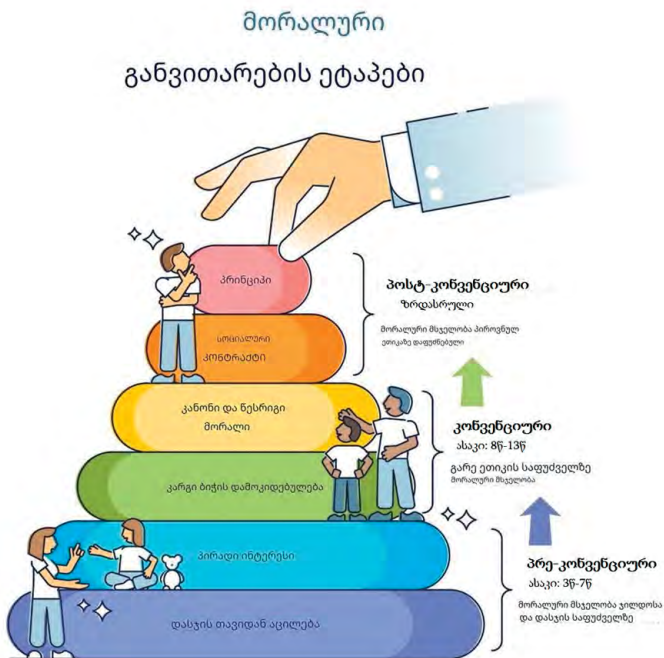 მორალური
განვითარების ეტაპები
პრინციპი
სოციალური
კონტრაქტი
კანონი და წესრიგი
მორალი
კარგი ბიჭის დამოკიდებულება
პირადი ინტერესი
დასჯის თავიდან აცილება
პოსტ-კონვენციური
ზრდასრული
მორალური მსჯელობა პიროვნულ
ეთიკაზე დაფუძნებული
კონვენციური
ასაკი: 8წ-13წ
გარე ეთიკის საფუძველზე
მორალური მსჯელობა
პრე-კონვენციური
ასაკი: 3წ-7წ
მორალური მსჯელობა ჯილდოსა
და დასჯის საფუძველზე